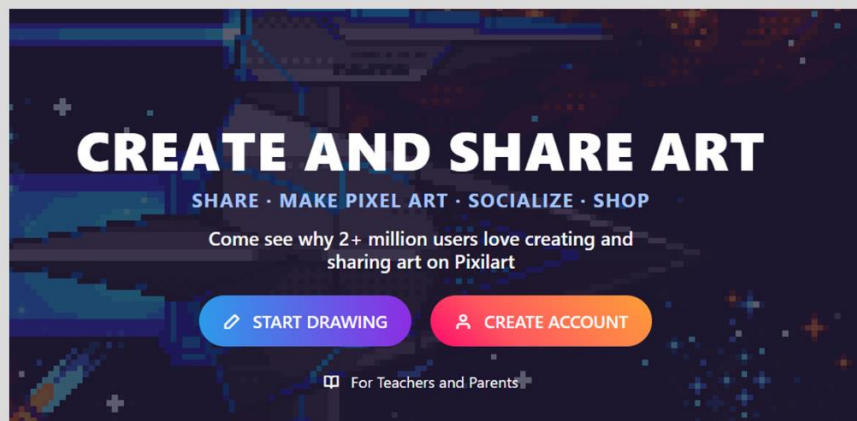 CREATE AND SHARE ART
SHARE · MAKE PIXEL ART · SOCIALIZE · SHOP
Come see why 2+ million users love creating and
sharing art on Pixilart
START DRAWING
CREATE ACCOUNT
For Teachers and Parents